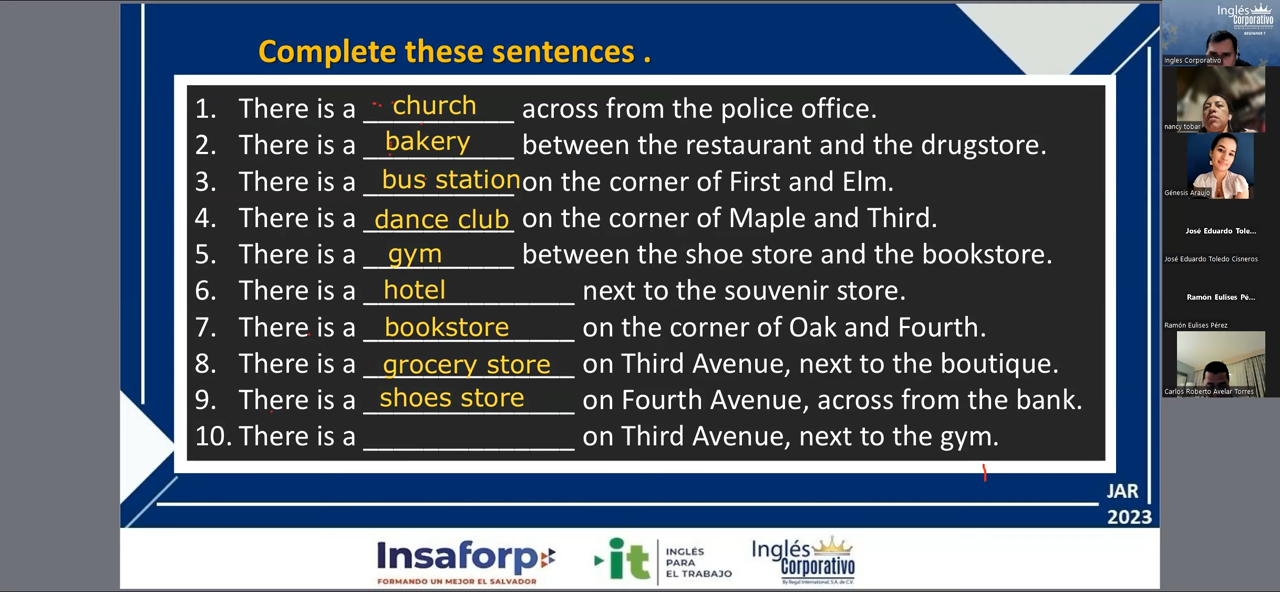 Complete these sentences .
1. There is a church across from the police office.
2. There is a bakery between the restaurant and the drugstore.
3. There is a bus station on the corner of First and Elm.
4. There is a dance club on the corner of Maple and Third.
5. There is a gym between the shoe store and the bookstore.
6. There is a hotel next to the souvenir store.
7. There is a bookstore on the corner of Oak and Fourth.
8. There is a grocery store on Third Avenue, next to the boutique.
9. There is a shoes store on Fourth Avenue, across from the bank.
10. There is a ______________ on Third Avenue, next to the gym.
JAR
2023
Insaforp
FORMANDO UN MEJOR EL SALVADOR
it
INGLÉS
PARA
EL TRABAJO
Inglés
Corporativo
By Regal International, S.A. de C.V.
Inglés
Corporativo
BEGINNER 1
Ingles Corporativo
nancy tobar
Génesis Araujo
José Eduardo Tole...
José Eduardo Toledo Cisneros
Ramón Eulises Pé...
Ramón Eulises Pérez
Carlos Roberto Avelar Torres